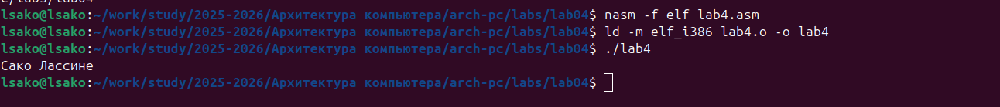 lsako@lsako:~/work/study/2025-2026/Архитектура компьютера/arch-pc/labs/lab04$ nasm -f elf lab4.asm
lsako@lsako:~/work/study/2025-2026/Архитектура компьютера/arch-pc/labs/lab04$ ld -m elf_i386 lab4.o -o lab4
lsako@lsako:~/work/study/2025-2026/Архитектура компьютера/arch-pc/labs/lab04$ ./lab4
Сако Лассине
lsako@lsako:~/work/study/2025-2026/Архитектура компьютера/arch-pc/labs/lab04$